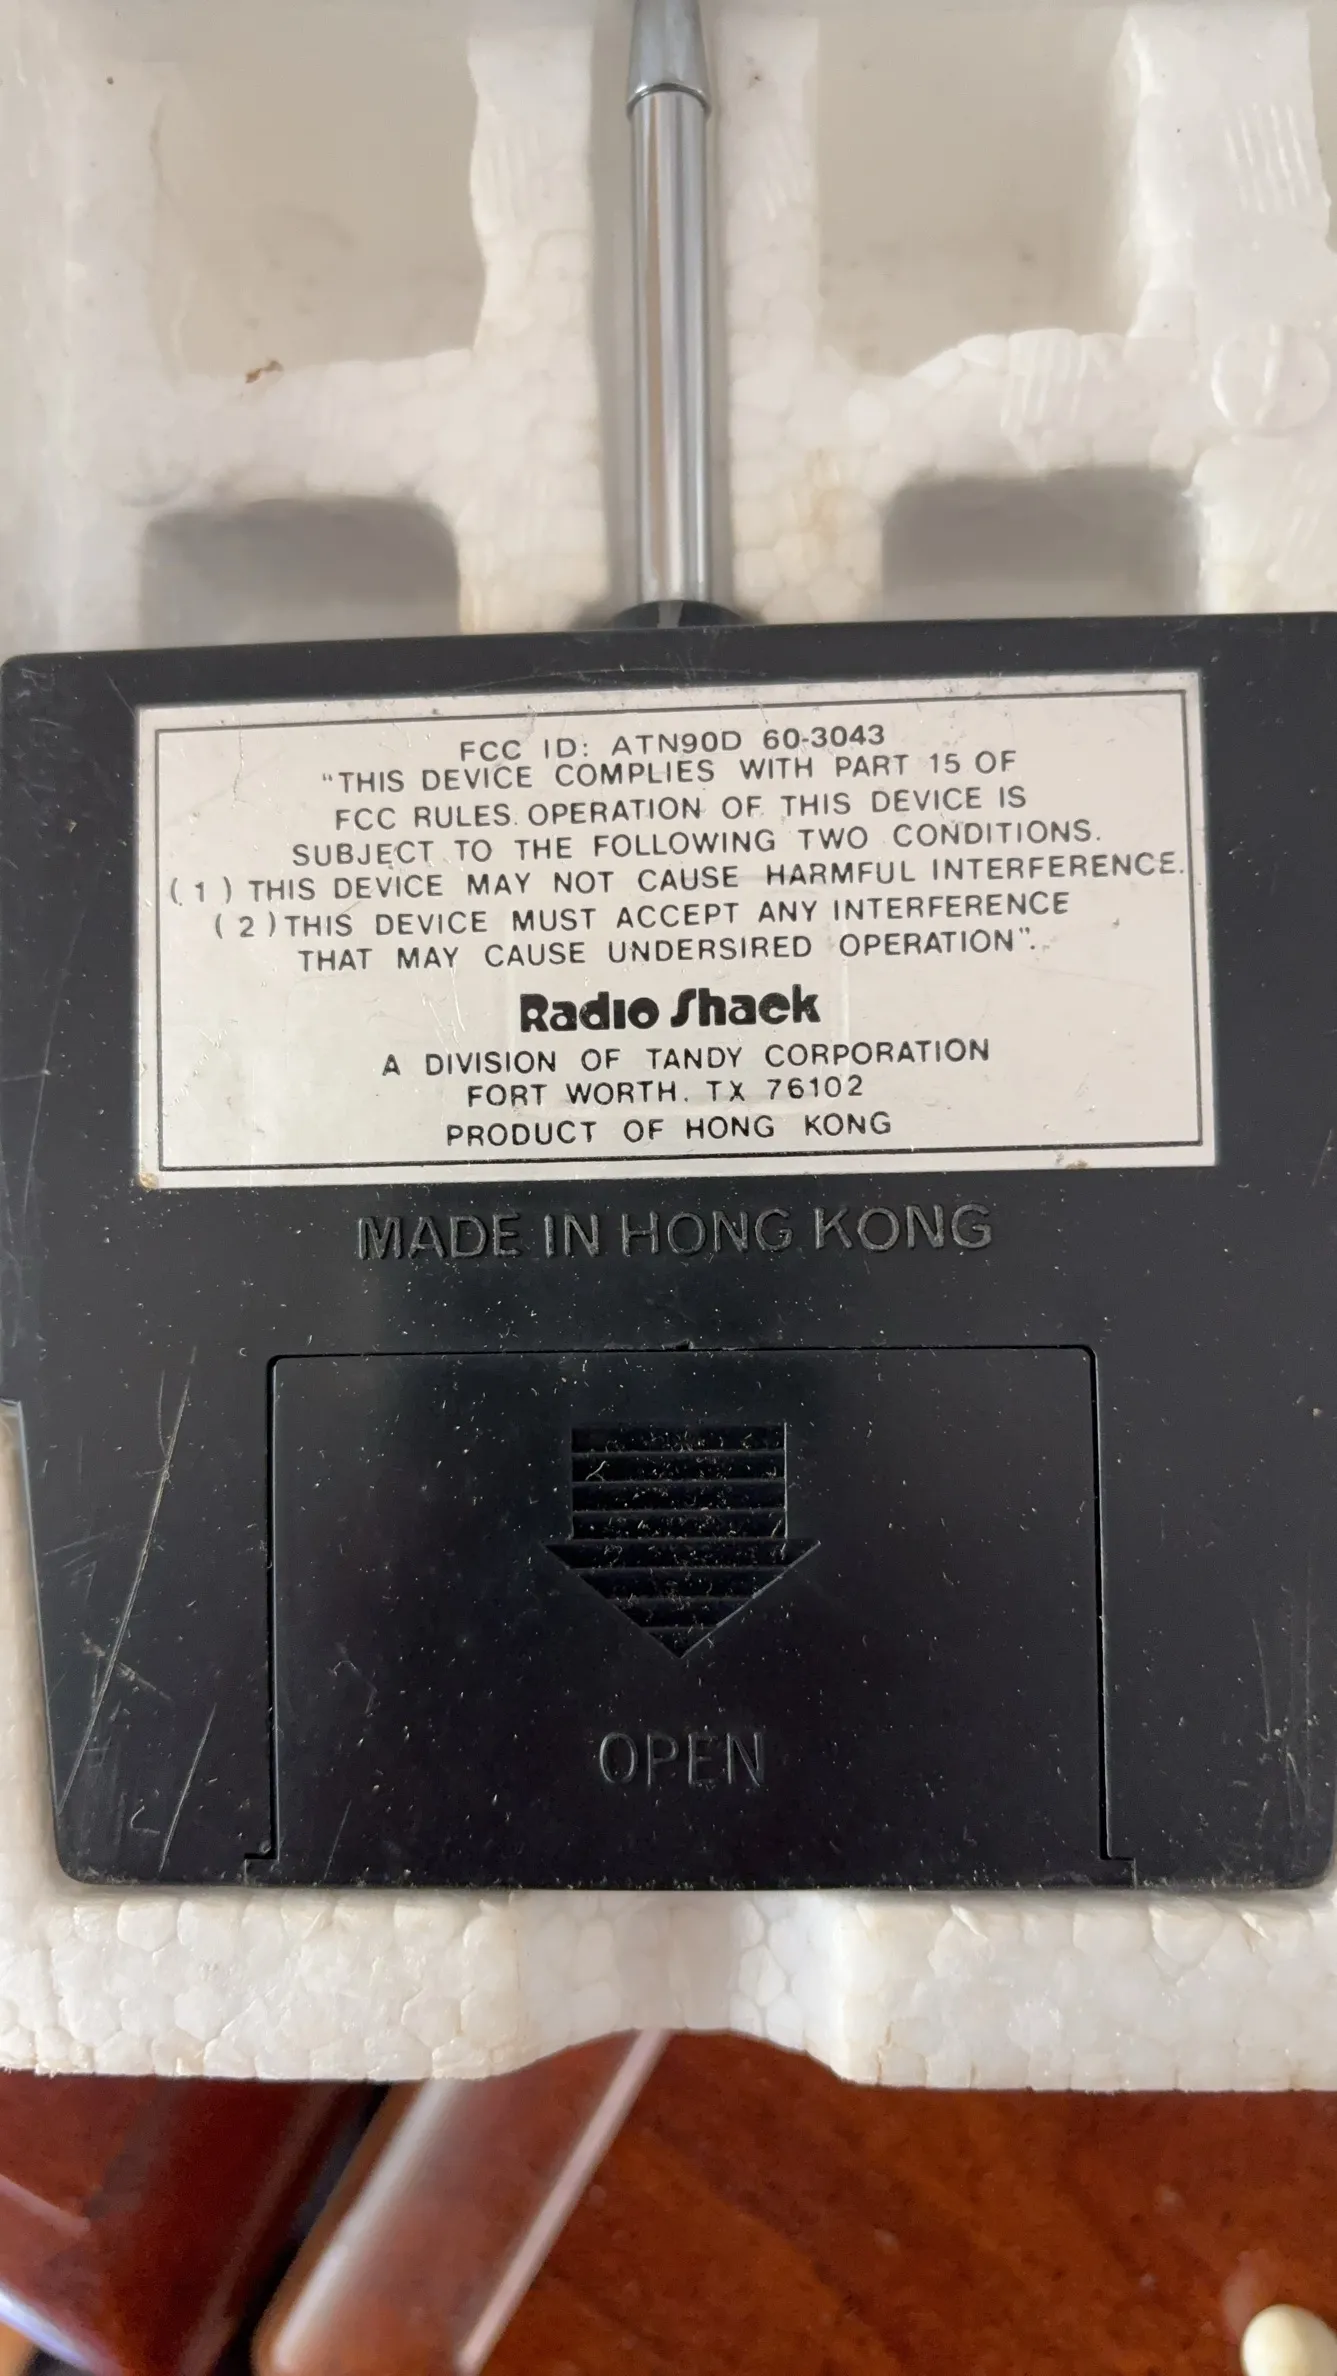 FCC ID: ATN90D 60-3043
"THIS DEVICE COMPLIES WITH PART 15 OF
FCC RULES. OPERATION OF THIS DEVICE IS
SUBJECT TO THE FOLLOWING TWO CONDITIONS.
(1) THIS DEVICE MAY NOT CAUSE HARMFUL INTERFERENCE.
(2) THIS DEVICE MUST ACCEPT ANY INTERFERENCE
THAT MAY CAUSE UNDERSIRED OPERATION".
Radio Shack
A DIVISION OF TANDY CORPORATION
FORT WORTH. TX 76102
PRODUCT OF HONG KONG
MADE IN HONG KONG
OPEN